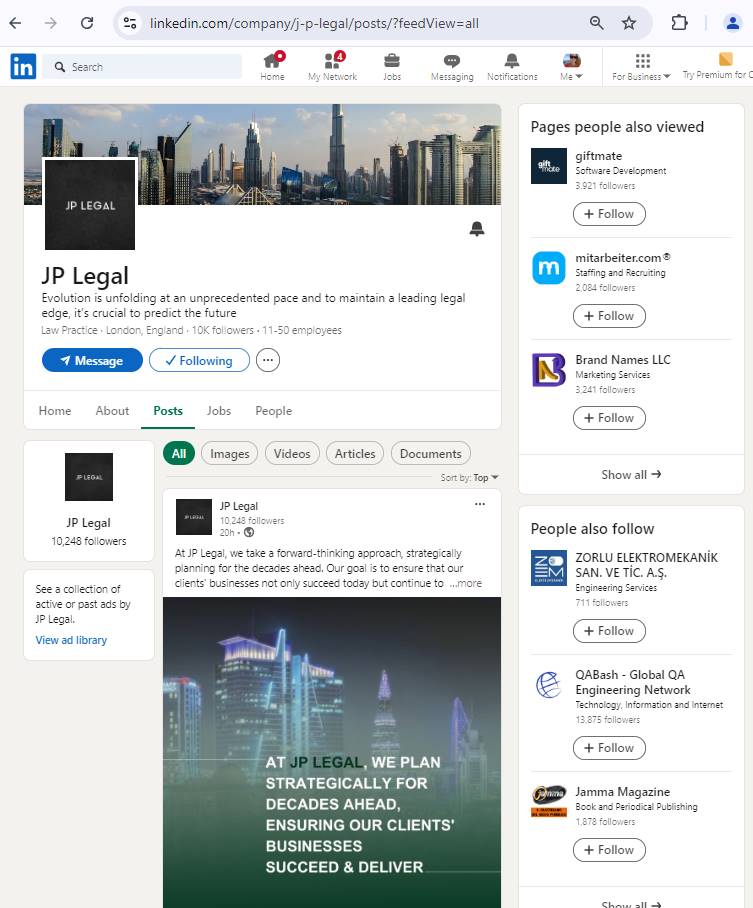 linkedin.com/company/j-p-legal/posts/?feedView=all
in
Search
Home
4
My Network
Jobs
Messaging
Notifications
Me
For Business
Try Premium for
JP LEGAL
JP Legal
Evolution is unfolding at an unprecedented pace and to maintain a leading legal
edge, it's crucial to predict the future
Law Practice · London, England · 10K followers · 11-50 employees
Message
Following
Home
About
Posts
Jobs
People
JP LEGAL
JP Legal
10,248 followers
See a collection of
active or past ads by
JP Legal.
View ad library
All
Images
Videos
Articles
Documents
Sort by: Top
JP LEGAL
JP Legal
10,248 followers
20h •
At JP Legal, we take a forward-thinking approach, strategically
planning for the decades ahead. Our goal is to ensure that our
clients' businesses not only succeed today but continue to ...more
AT JP LEGAL, WE PLAN
STRATEGICALLY FOR
DECADES AHEAD,
ENSURING OUR CLIENTS'
BUSINESSES
SUCCEED & DELIVER
Pages people also viewed
gift
mate
giftmate
Software Development
3,921 followers
+ Follow
m
mitarbeiter.com®
Staffing and Recruiting
2,084 followers
+ Follow
Brand Names LLC
Marketing Services
3,241 followers
+ Follow
Show all →
People also follow
ZORLU ELEKTROMEKANİK
SAN. VE TİC. A.Ş.
Engineering Services
711 followers
+ Follow
QABash - Global QA
Engineering Network
Technology, Information and Internet
13,875 followers
+ Follow
Jamma
Jamma Magazine
Book and Periodical Publishing
1,878 followers
+ Follow
Show all →